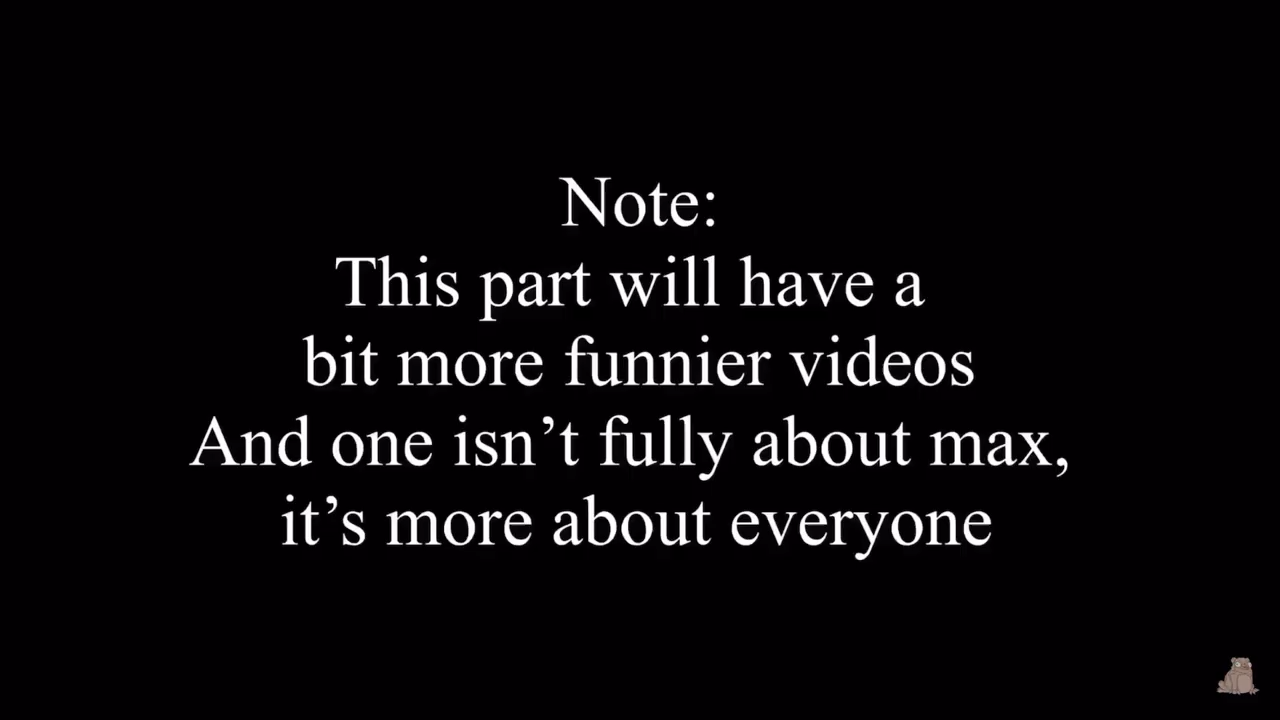 Note:
This part will have a
bit more funnier videos
And one isn’t fully about max,
it’s more about everyone